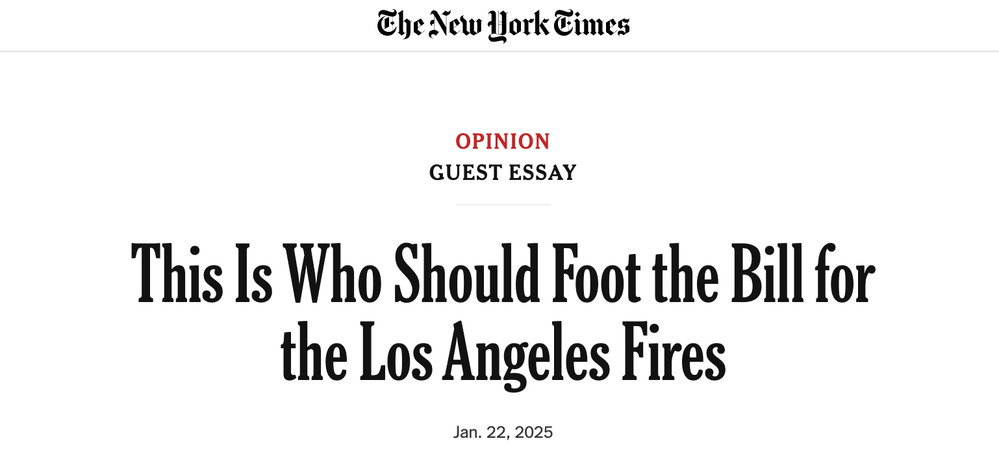 The New York Times
OPINION
GUEST ESSAY
This Is Who Should Foot the Bill for
the Los Angeles Fires
Jan. 22, 2025